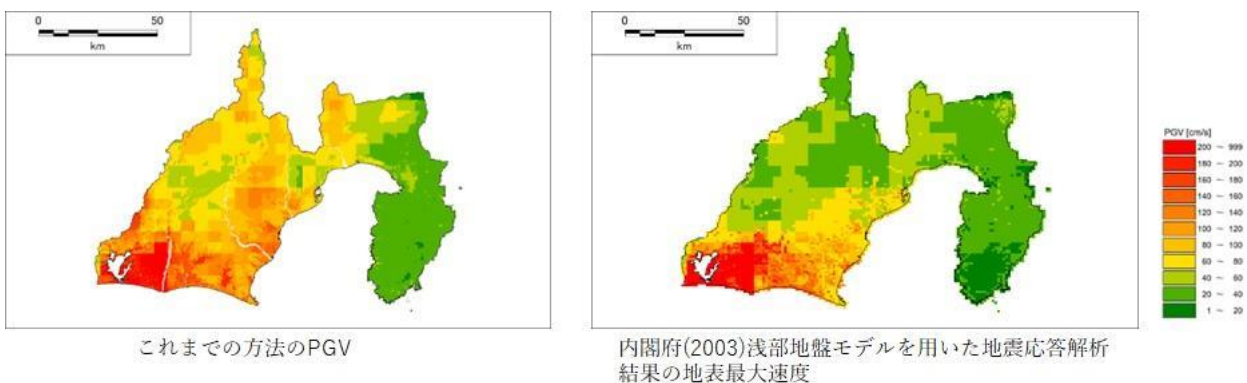 0 50
km
0 50
km
PGV [cm/s]
200 ～ 999
180 ～ 200
160 ～ 180
140 ～ 160
120 ～ 140
100 ～ 120
80 ～ 100
60 ～ 80
40 ～ 60
20 ～ 40
1 ～ 20
これまでの方法のPGV
内閣府(2003)浅部地盤モデルを用いた地震応答解析
結果の地表最大速度